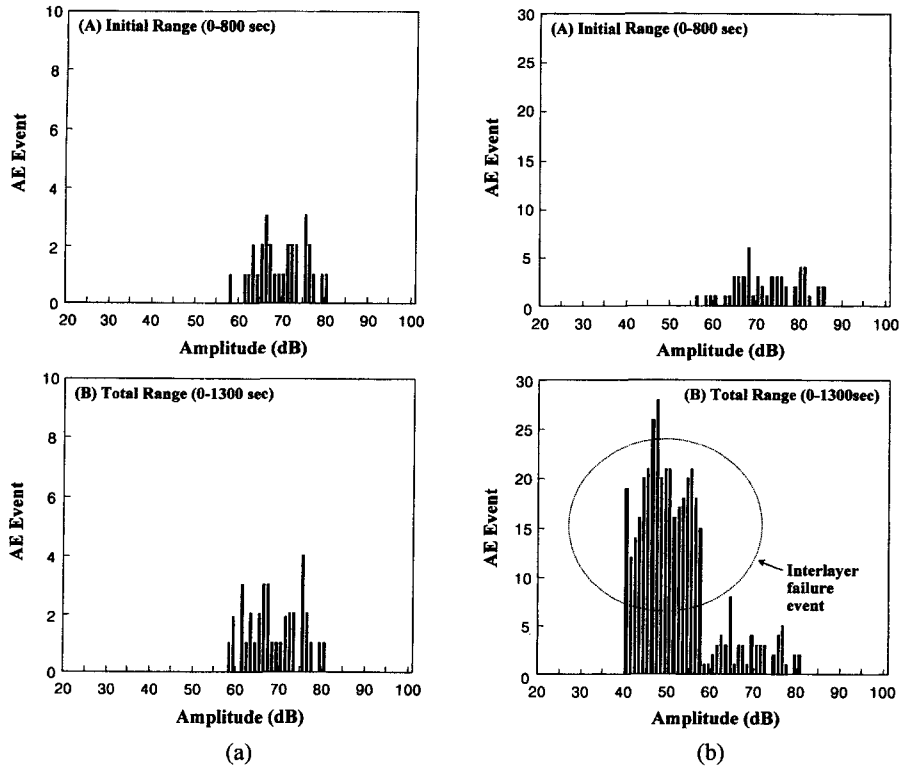 (A) Initial Range (0-800 sec)
10
8
6
4
2
0
AE Event
20 30 40 50 60 70 80 90 100
Amplitude (dB)
(A) Initial Range (0-800 sec)
30
25
20
15
10
5
0
AE Event
20 30 40 50 60 70 80 90 100
Amplitude (dB)
(B) Total Range (0-1300 sec)
10
8
6
4
2
0
AE Event
20 30 40 50 60 70 80 90 100
Amplitude (dB)
(a)
(B) Total Range (0-1300sec)
30
25
20
15
10
5
0
AE Event
Interlayer
failure
event
20 30 40 50 60 70 80 90 100
Amplitude (dB)
(b)